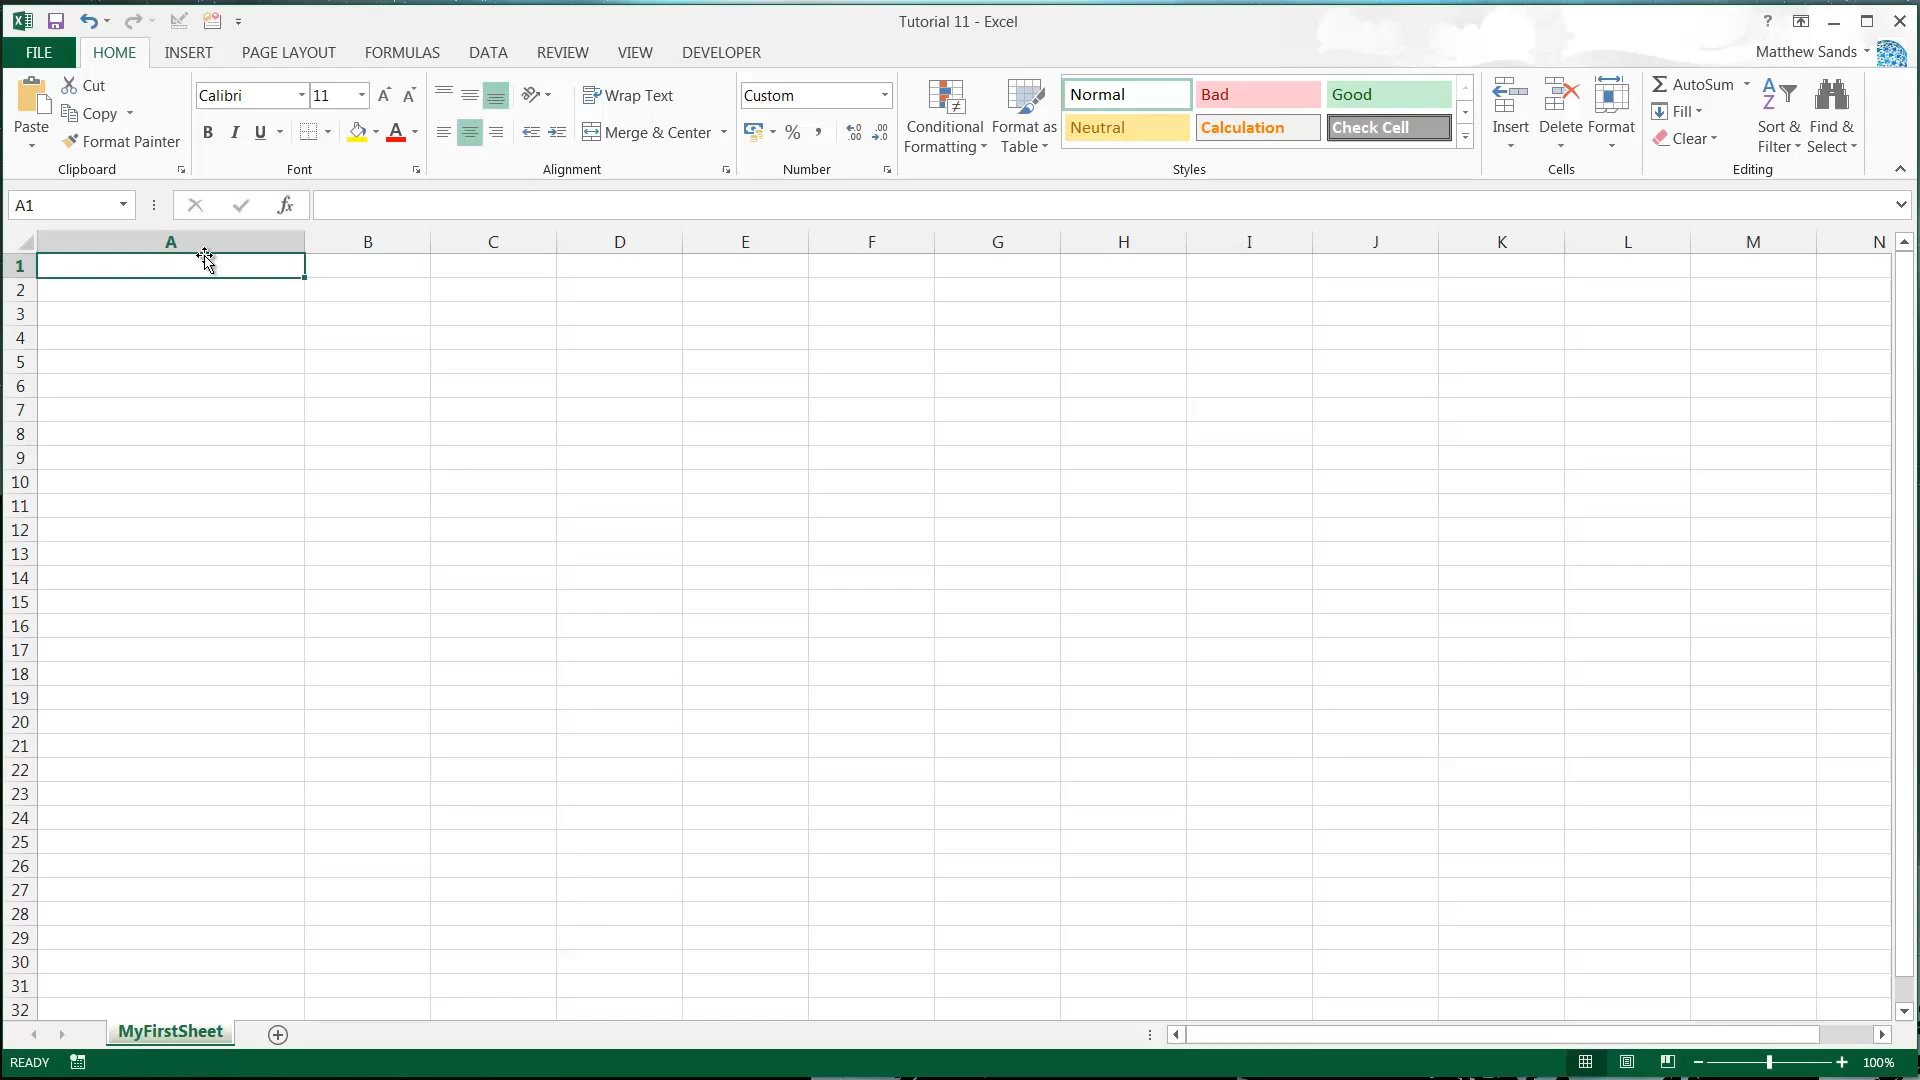 Tutorial 11 - Excel
?
Matthew Sands
FILE HOME INSERT PAGE LAYOUT FORMULAS DATA REVIEW VIEW DEVELOPER
Paste
Cut
Copy
Format Painter
Clipboard
Calibri 11
B I U
Font
Wrap Text
Merge & Center
Alignment
Custom
%
Number
Conditional Formatting
Format as Table
Normal Bad Good
Neutral Calculation Check Cell
Styles
Insert Delete Format
Cells
AutoSum
Fill
Clear
Sort & Filter
Find & Select
Editing
A1 fx
A B C D E F G H I J K L M N
1
2
3
4
5
6
7
8
9
10
11
12
13
14
15
16
17
18
19
20
21
22
23
24
25
26
27
28
29
30
31
32
MyFirstSheet
READY 100%